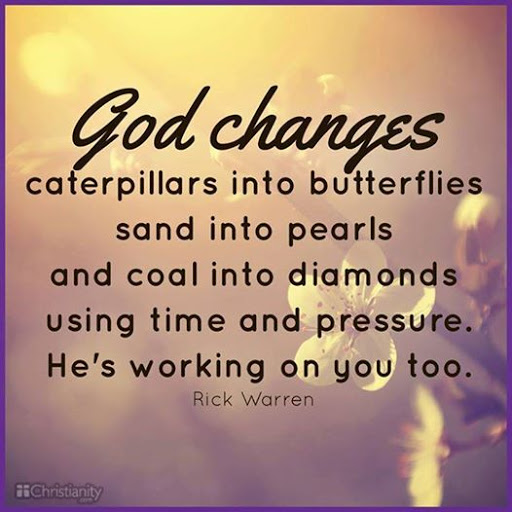 God changes
caterpillars into butterflies
sand into pearls
and coal into diamonds
using time and pressure.
He's working on you too.
Rick Warren
Christianity